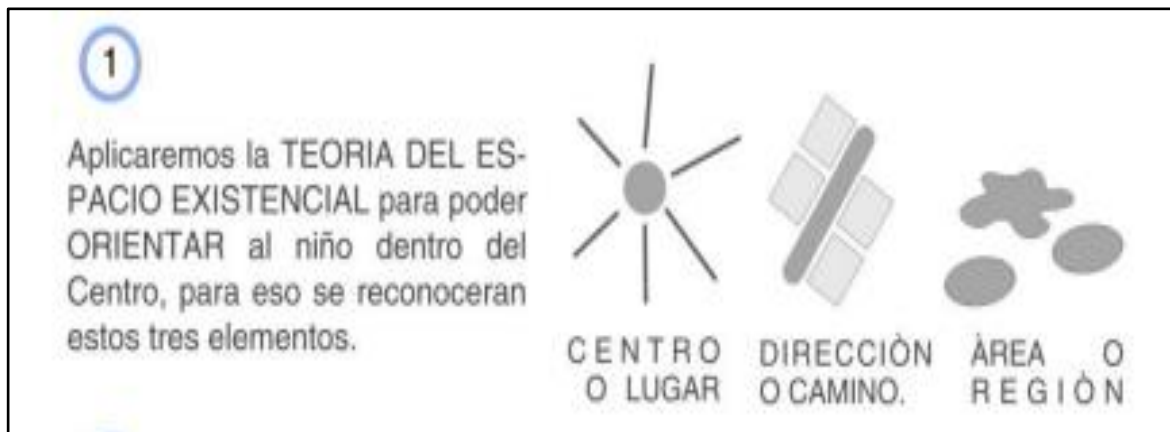 1
Aplicaremos la TEORIA DEL ES-
PACIO EXISTENCIAL para poder
ORIENTAR al niño dentro del
Centro, para eso se reconoceran
estos tres elementos.
CENTRO
O LUGAR
DIRECCIÒN
O CAMINO.
ÀREA O
REGIÒN